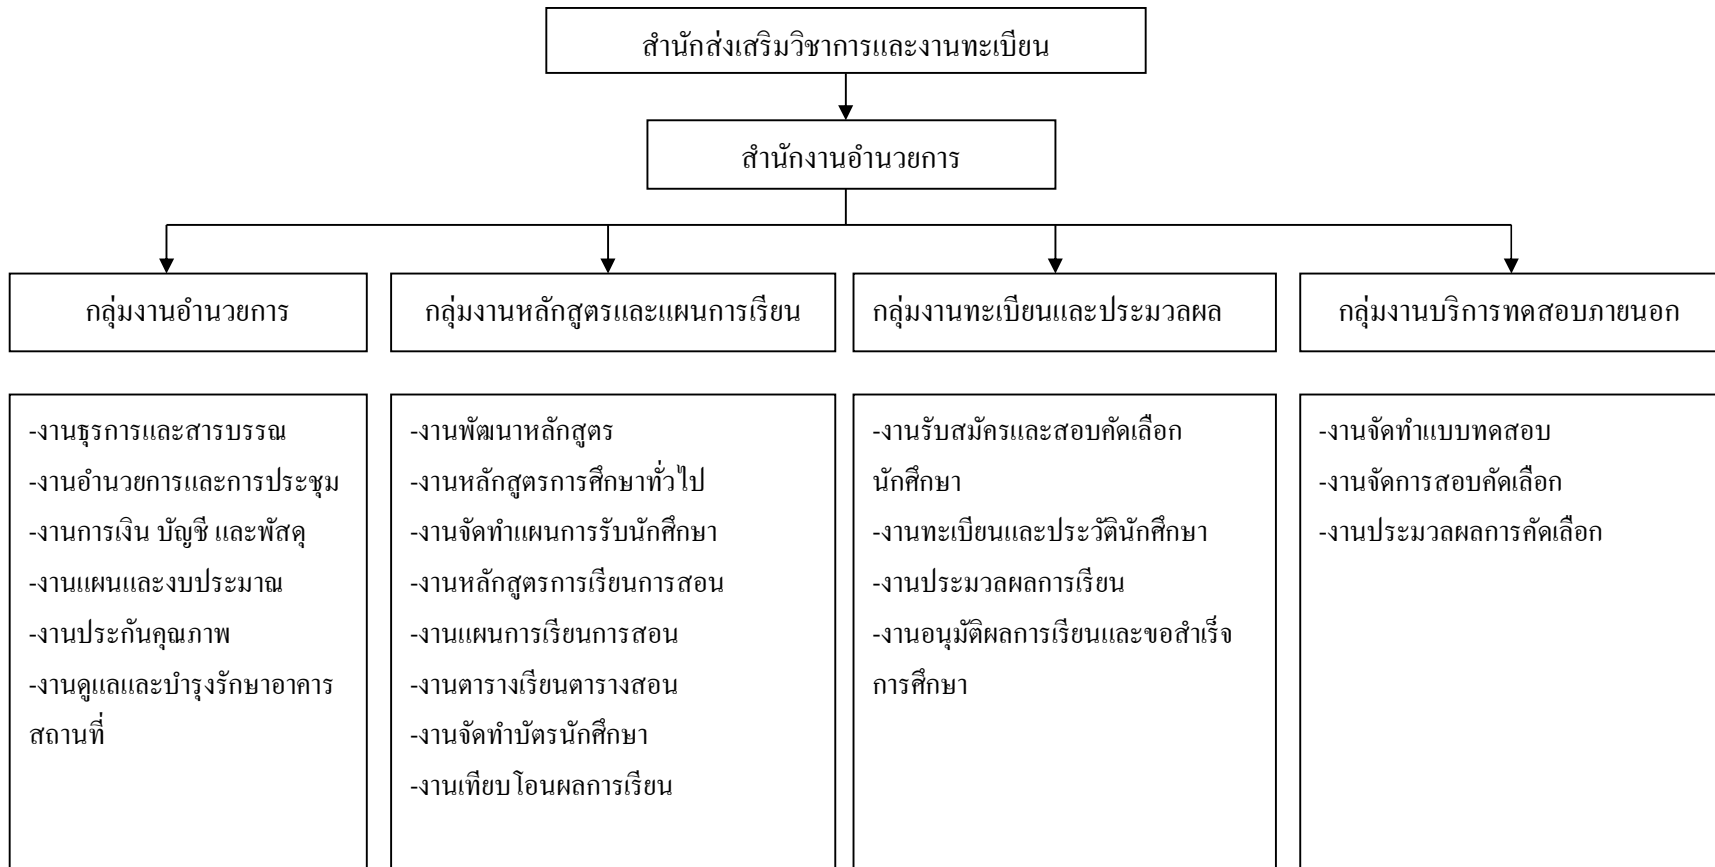 สำนักส่งเสริมวิชาการและงานทะเบียน
สำนักงานอำนวยการ
กลุ่มงานอำนวยการ
กลุ่มงานหลักสูตรและแผนการเรียน
กลุ่มงานทะเบียนและประมวลผล
กลุ่มงานบริการทดสอบภายนอก
-งานธุรการและสารบรรณ
-งานอำนวยการและการประชุม
-งานการเงิน บัญชี และพัสดุ
-งานแผนและงบประมาณ
-งานประกันคุณภาพ
-งานดูแลและบำรุงรักษาอาคาร
สถานที่
-งานพัฒนาหลักสูตร
-งานหลักสูตรการศึกษาทั่วไป
-งานจัดทำแผนการรับนักศึกษา
-งานหลักสูตรการเรียนการสอน
-งานแผนการเรียนการสอน
-งานตารางเรียนตารางสอน
-งานจัดทำบัตรนักศึกษา
-งานเทียบโอนผลการเรียน
-งานรับสมัครและสอบคัดเลือก
นักศึกษา
-งานทะเบียนและประวัตินักศึกษา
-งานประมวลผลการเรียน
-งานอนุมัติผลการเรียนและขอสำเร็จ
การศึกษา
-งานจัดทำแบบทดสอบ
-งานจัดการสอบคัดเลือก
-งานประมวลผลการคัดเลือก